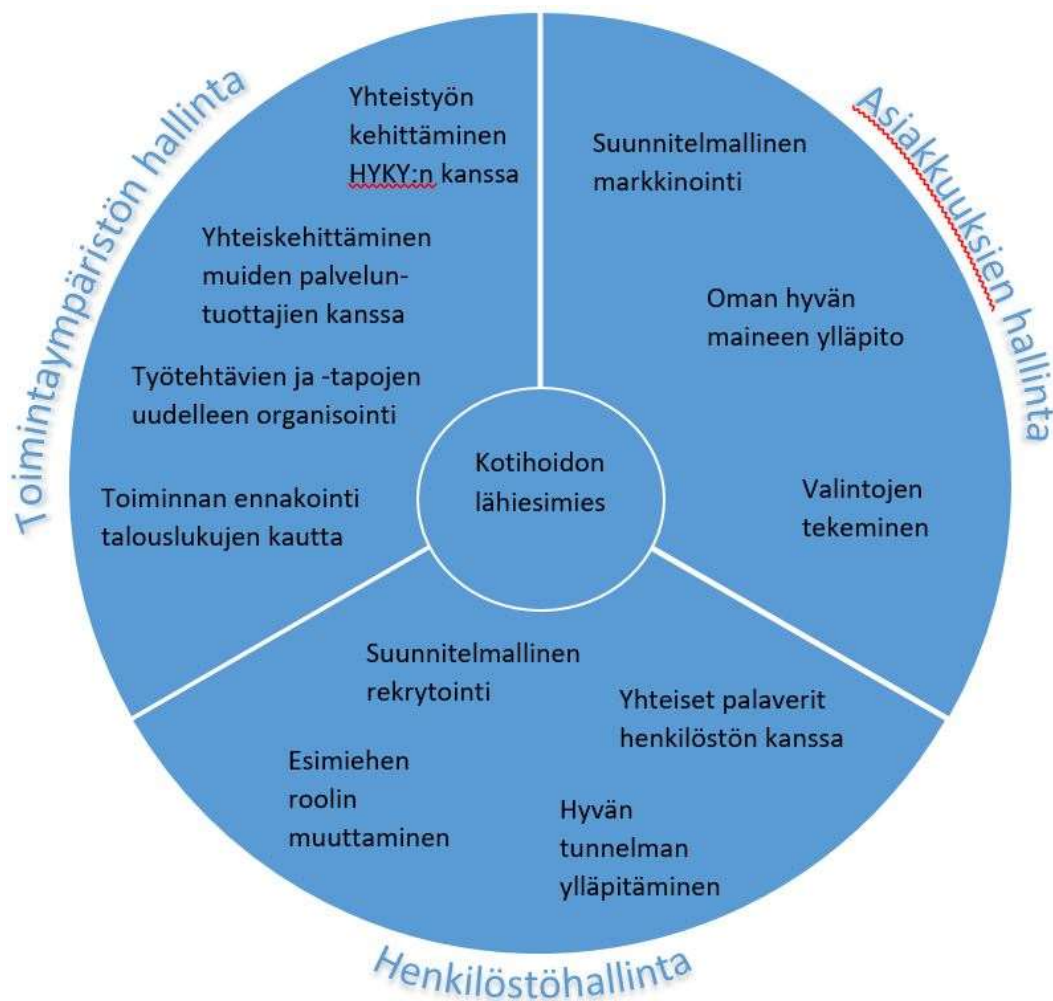 Toimintaympäristön hallinta
Yhteistyön
kehittäminen
HYKY:n kanssa
Yhteiskehittäminen
muiden palvelun-
tuottajien kanssa
Työtehtävien ja -tapojen
uudelleen organisointi
Toiminnan ennakointi
talouslukujen kautta
Asiakkuuksien hallinta
Suunnitelmallinen
markkinointi
Oman hyvän
maineen ylläpito
Valintojen
tekeminen
Kotihoidon
lähiesimies
Suunnitelmallinen
rekrytointi
Yhteiset palaverit
henkilöstön kanssa
Esimiehen
roolin
muuttaminen
Hyvän
tunnelman
ylläpitäminen
Henkilöstöhallinta